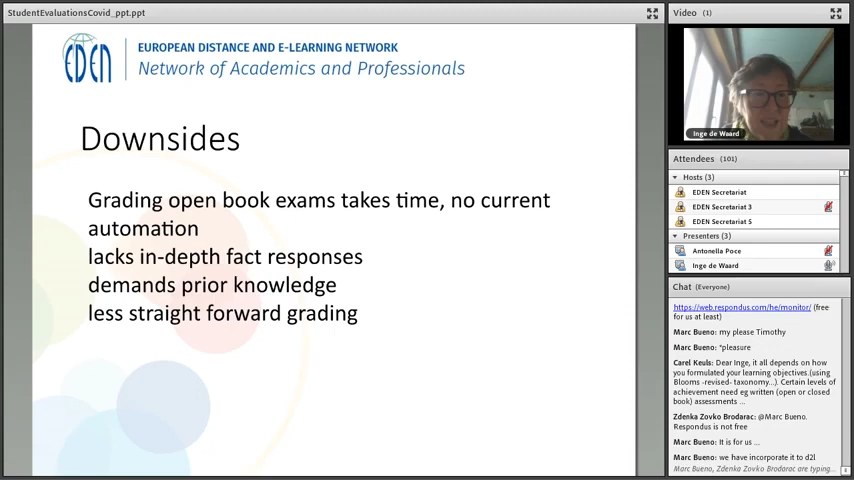 StudentEvaluationsCovid_ppt.ppt
EDEN
EUROPEAN DISTANCE AND E-LEARNING NETWORK
Network of Academics and Professionals
Downsides
Grading open book exams takes time, no current
automation
lacks in-depth fact responses
demands prior knowledge
less straight forward grading
Video (1)
Inge de Waard
Attendees (101)
Hosts (3)
EDEN Secretariat
EDEN Secretariat 3
EDEN Secretariat 5
Presenters (3)
Antonella Poce
Inge de Waard
Chat (Everyone)
https://web.respondus.com/he/monitor/ (free
for us at least)
Marc Bueno: my please Timothy
Marc Bueno: *pleasure
Carel Keuls: Dear Inge, it all depends on how
you formulated your learning objectives.(using
Blooms -revised- taxonomy...). Certain levels of
achievement need eg written (open or closed
book) assessments ...
Zdenka Zovko Brodarac: @Marc Bueno.
Respondus is not free
Marc Bueno: It is for us ...
Marc Bueno: we have incorporate it to d2l
Marc Bueno, Zdenka Zovko Brodarac are typing...